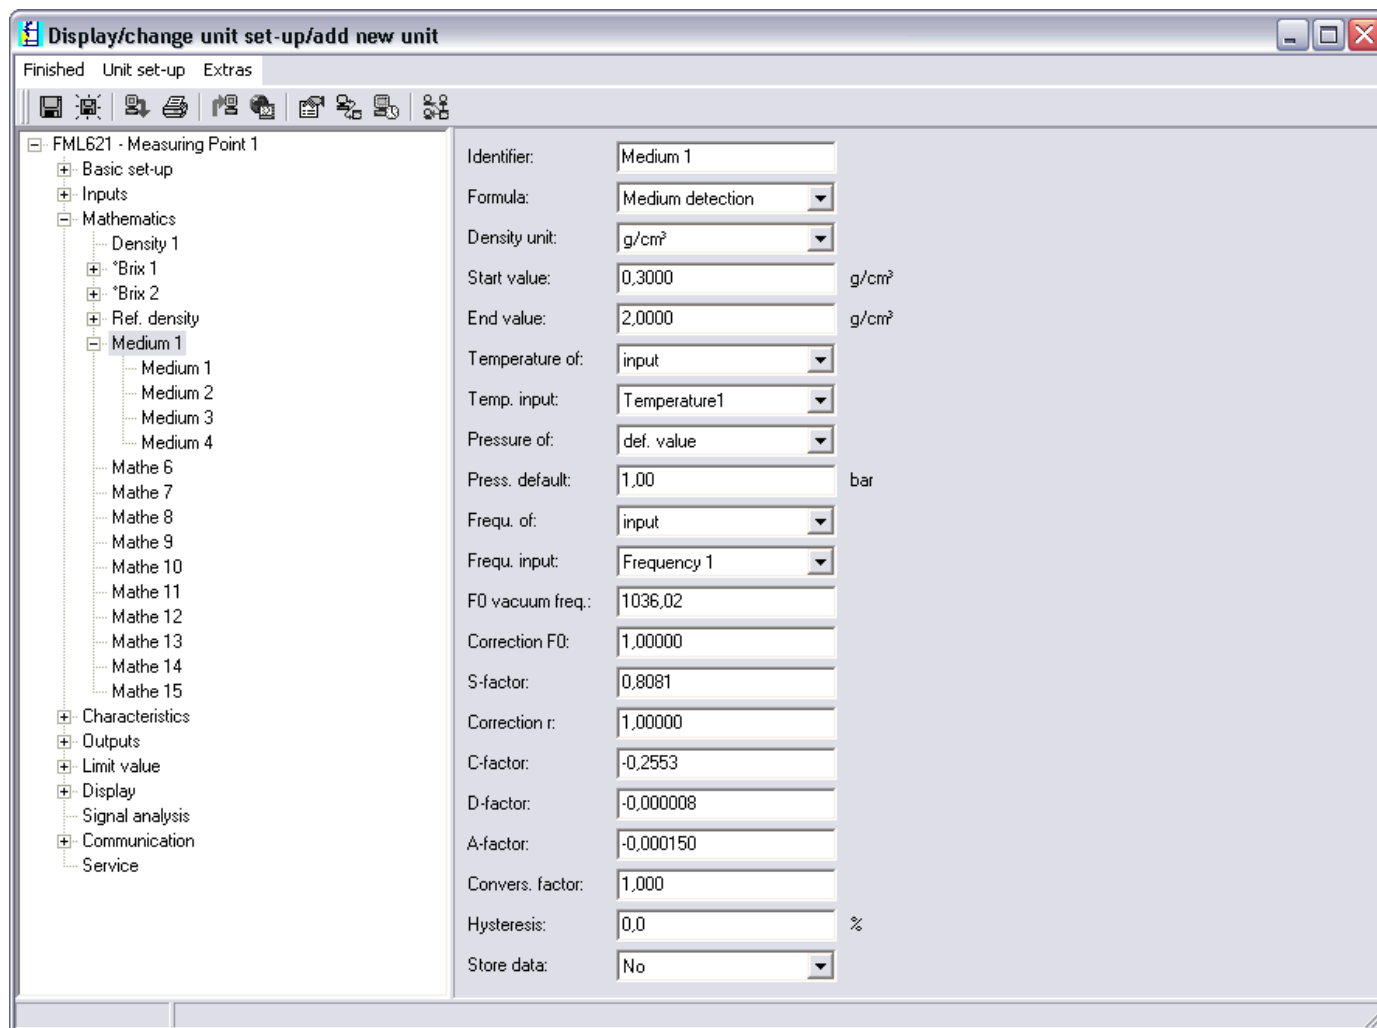 Display/change unit set-up/add new unit
Finished Unit set-up Extras
FML621 - Measuring Point 1
Basic set-up
Inputs
Mathematics
Density 1
°Brix 1
°Brix 2
Ref. density
Medium 1
Medium 1
Medium 2
Medium 3
Medium 4
Mathe 6
Mathe 7
Mathe 8
Mathe 9
Mathe 10
Mathe 11
Mathe 12
Mathe 13
Mathe 14
Mathe 15
Characteristics
Outputs
Limit value
Display
Signal analysis
Communication
Service
Identifier: Medium 1
Formula: Medium detection
Density unit: g/cm³
Start value: 0,3000 g/cm³
End value: 2,0000 g/cm³
Temperature of: input
Temp. input: Temperature1
Pressure of: def. value
Press. default: 1,00 bar
Frequ. of: input
Frequ. input: Frequency 1
F0 vacuum freq.: 1036,02
Correction F0: 1,00000
S-factor: 0,8081
Correction r: 1,00000
C-factor: -0,2553
D-factor: -0,000008
A-factor: -0,000150
Convers. factor: 1,000
Hysteresis: 0,0 %
Store data: No